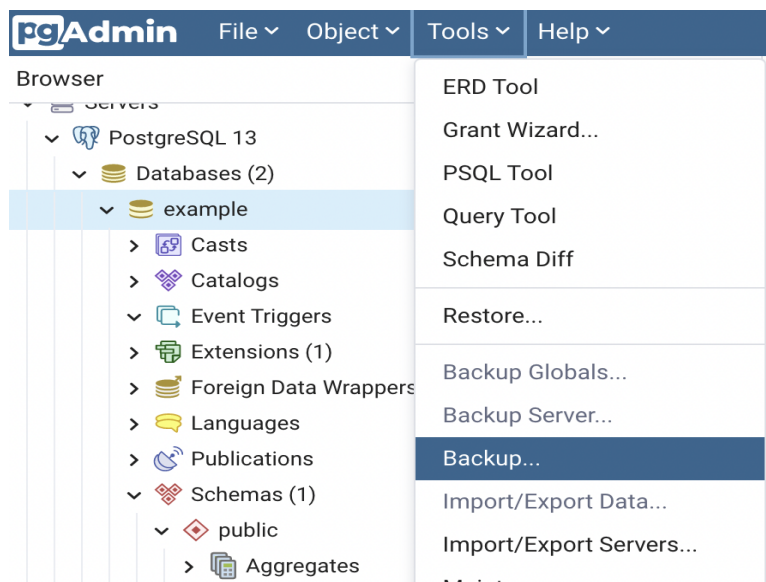 pgAdmin File Object Tools Help
Browser
Servers
PostgreSQL 13
Databases (2)
example
Casts
Catalogs
Event Triggers
Extensions (1)
Foreign Data Wrappers
Languages
Publications
Schemas (1)
public
Aggregates
ERD Tool
Grant Wizard...
PSQL Tool
Query Tool
Schema Diff
Restore...
Backup Globals...
Backup Server...
Backup...
Import/Export Data...
Import/Export Servers...